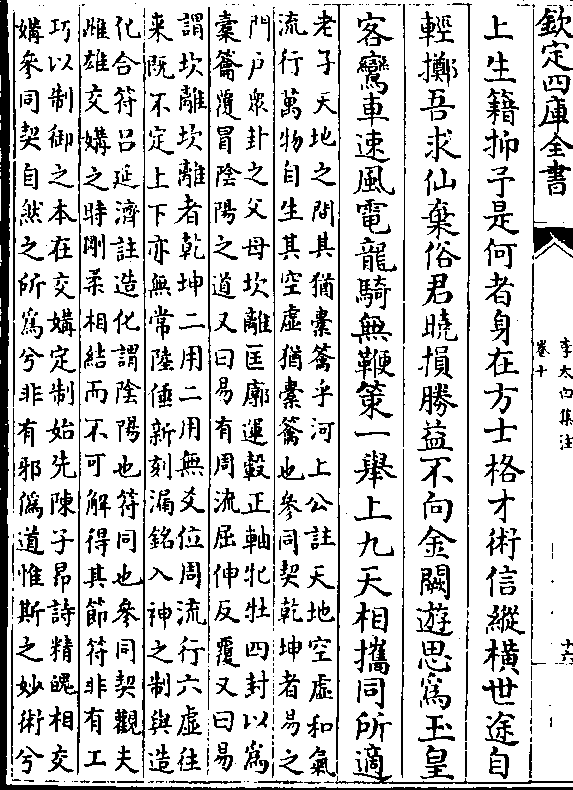 欽定四庫全書
李太白集注
卷十
十六
上生籍抑予是何者身在方士格才術信縱横世途自
輕擲吾求仙棄俗君曉損勝益不向金闕遊思爲玉皇
客鸞車速風電龍騎無鞭策一舉上九天相攜同所適
老子天地之間其猶橐籥乎河上公註天地空虛和氣
流行萬物自生其空虛猶橐籥也參同契乾坤者易之
門戸衆卦之父母坎離匡廓運轂正軸牝牡四卦以爲
橐籥覆冒陰陽之道又曰易有周流屈伸反覆又曰易
謂坎離坎離者乾坤二用二用無爻位周流行六虛往
来既不定上下亦無常陸倕新刻漏銘入神之制與造
化合符吕延濟註造化謂陰陽也符同也參同契觀夫
雌雄交媾之時剛柔相結而不可解得其節符非有工
巧以制御之本在交媾定制始先陳子昂詩精魄相交
媾參同契自然之所爲兮非有邪僞道惟斯之妙術兮